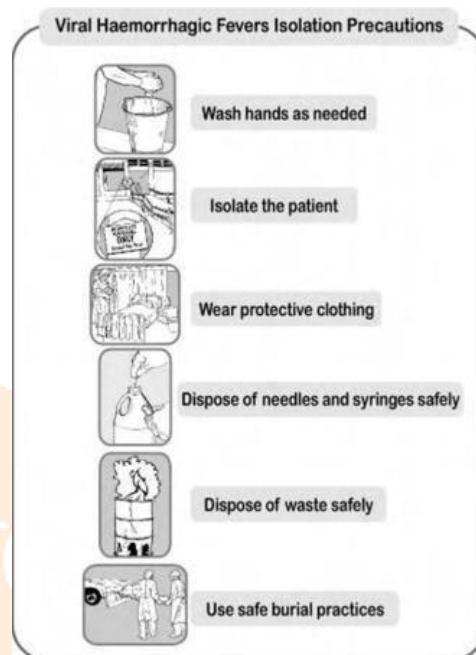 Viral Haemorrhagic Fevers Isolation Precautions
Wash hands as needed
Isolate the patient
Wear protective clothing
Dispose of needles and syringes safely
Dispose of waste safely
Use safe burial practices